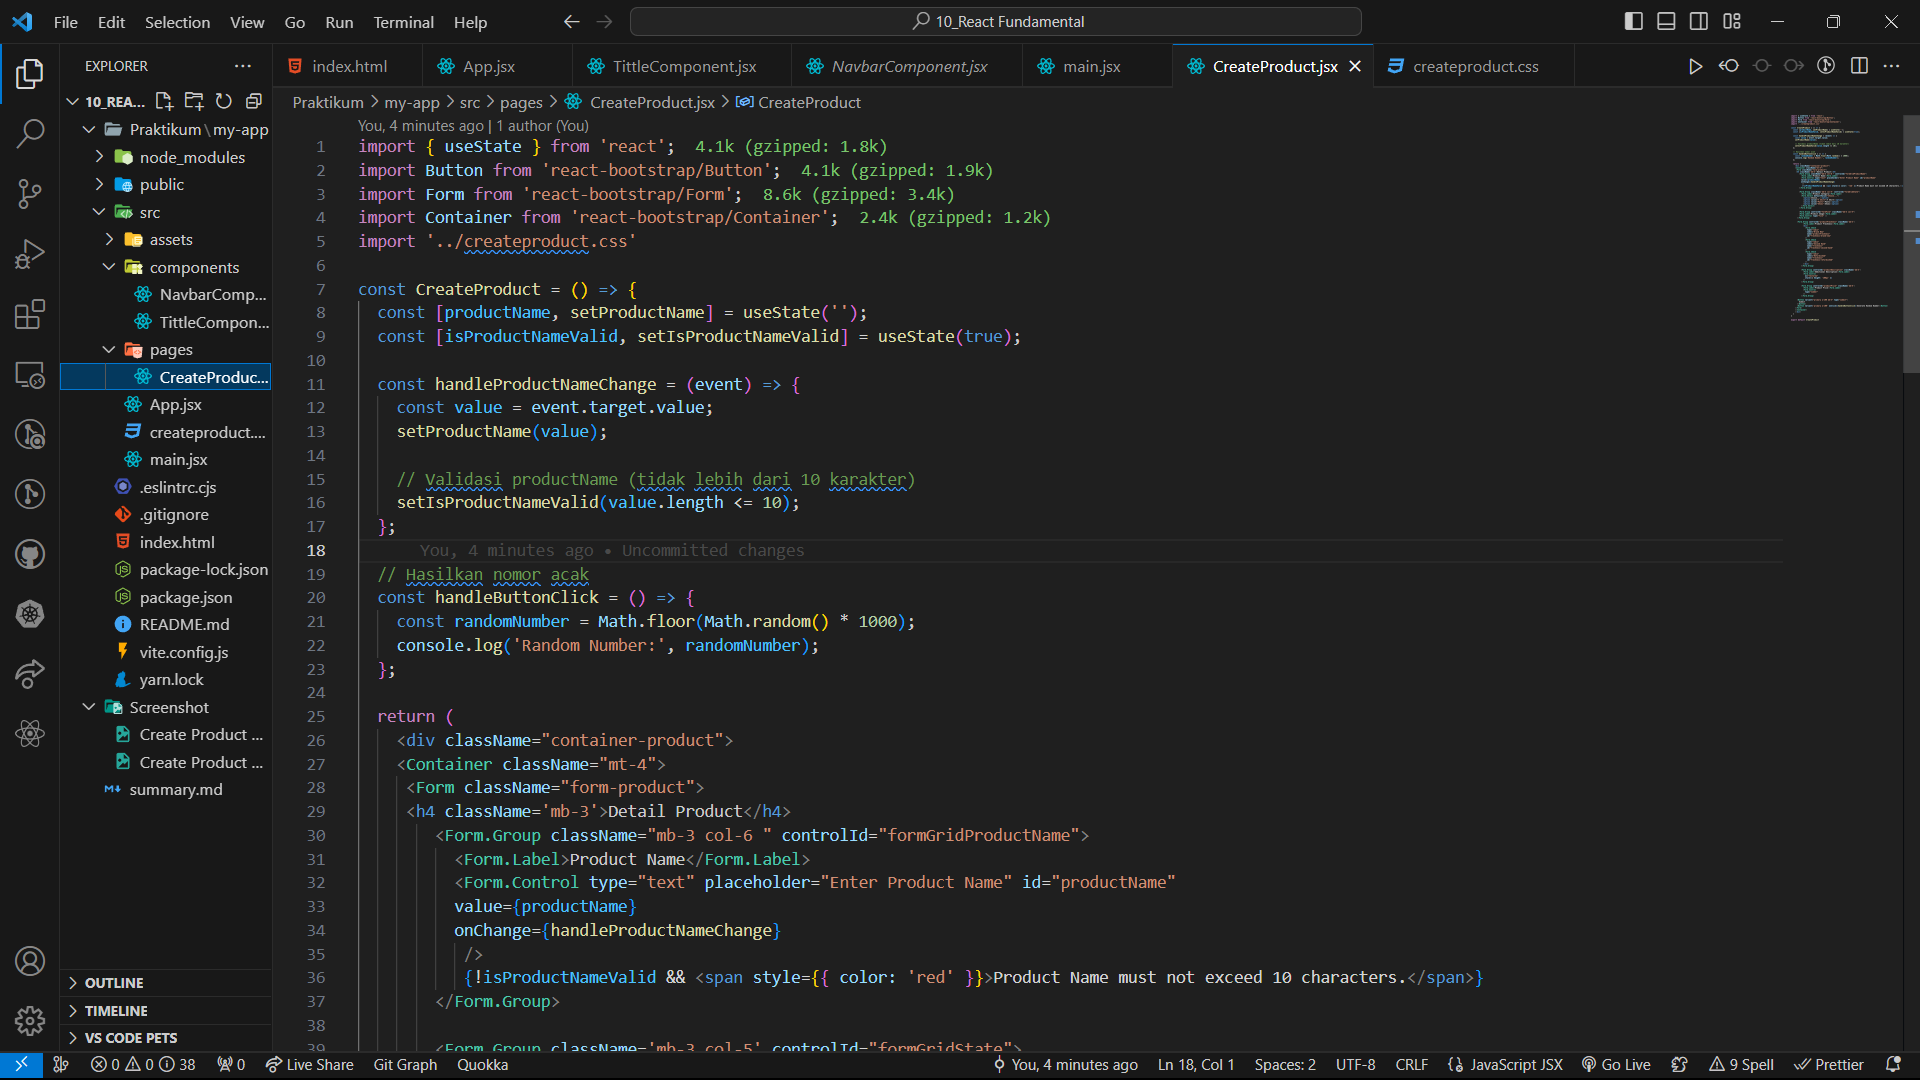 File Edit Selection View Go Run Terminal Help
10_React Fundamental
EXPLORER
index.html
App.jsx
TittleComponent.jsx
NavbarComponent.jsx
main.jsx
CreateProduct.jsx
createproduct.css
10_REA...
Praktikum\my-app
node_modules
public
src
assets
components
NavbarComp...
TittleCompon...
pages
CreateProduc...
App.jsx
createproduct....
main.jsx
.eslintrc.cjs
.gitignore
index.html
package-lock.json
package.json
README.md
vite.config.js
yarn.lock
Screenshot
Create Product ...
Create Product ...
summary.md
OUTLINE
TIMELINE
VS CODE PETS
Praktikum > my-app > src > pages > CreateProduct.jsx > CreateProduct
You, 4 minutes ago | 1 author (You)
1 import { useState } from 'react'; 4.1k (gzipped: 1.8k)
2 import Button from 'react-bootstrap/Button'; 4.1k (gzipped: 1.9k)
3 import Form from 'react-bootstrap/Form'; 8.6k (gzipped: 3.4k)
4 import Container from 'react-bootstrap/Container'; 2.4k (gzipped: 1.2k)
5 import '../createproduct.css'
6
7 const CreateProduct = () => {
8 const [productName, setProductName] = useState('');
9 const [isProductNameValid, setIsProductNameValid] = useState(true);
10
11 const handleProductNameChange = (event) => {
12 const value = event.target.value;
13 setProductName(value);
14
15 // Validasi productName (tidak lebih dari 10 karakter)
16 setIsProductNameValid(value.length <= 10);
17 };
18 You, 4 minutes ago • Uncommitted changes
19 // Hasilkan nomor acak
20 const handleButtonClick = () => {
21 const randomNumber = Math.floor(Math.random() * 1000);
22 console.log('Random Number:', randomNumber);
23 };
24
25 return (
26 <div className="container-product">
27 <Container className="mt-4">
28 <Form className="form-product">
29 <h4 className='mb-3'>Detail Product</h4>
30 <Form.Group className="mb-3 col-6 " controlId="formGridProductName">
31 <Form.Label>Product Name</Form.Label>
32 <Form.Control type="text" placeholder="Enter Product Name" id="productName"
33 value={productName}
34 onChange={handleProductNameChange}
35 />
36 {!isProductNameValid && <span style={{ color: 'red' }}>Product Name must not exceed 10 characters.</span>}
37 </Form.Group>
38
39 <Form.Group className='mb-3 col-5' controlId="formGridState">
0 0 38 0 Live Share Git Graph Quokka
You, 4 minutes ago Ln 18, Col 1 Spaces: 2 UTF-8 CRLF JavaScript JSX Go Live 9 Spell Prettier